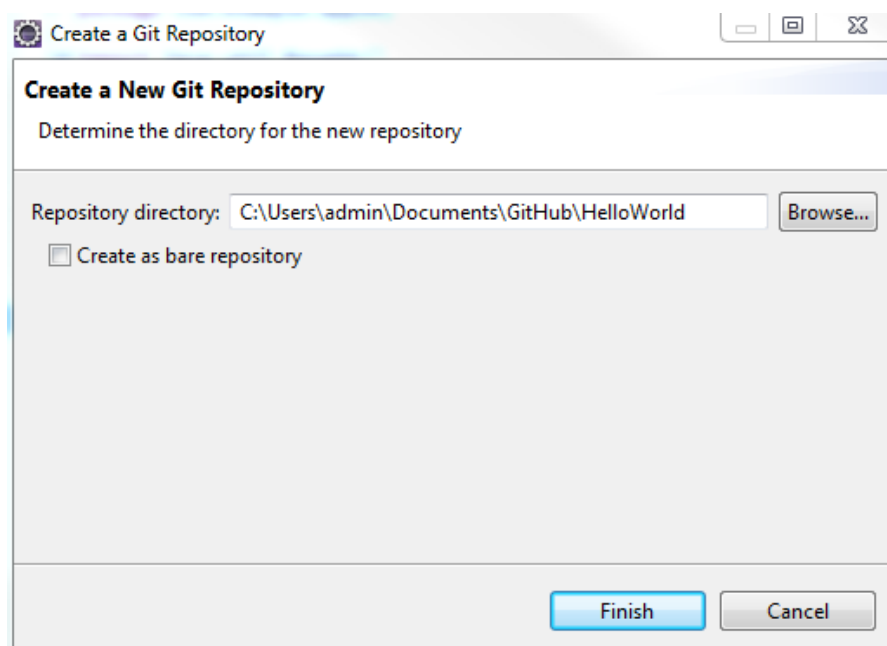 Create a Git Repository
Create a New Git Repository
Determine the directory for the new repository
Repository directory: C:\Users\admin\Documents\GitHub\HelloWorld Browse...
Create as bare repository
Finish Cancel